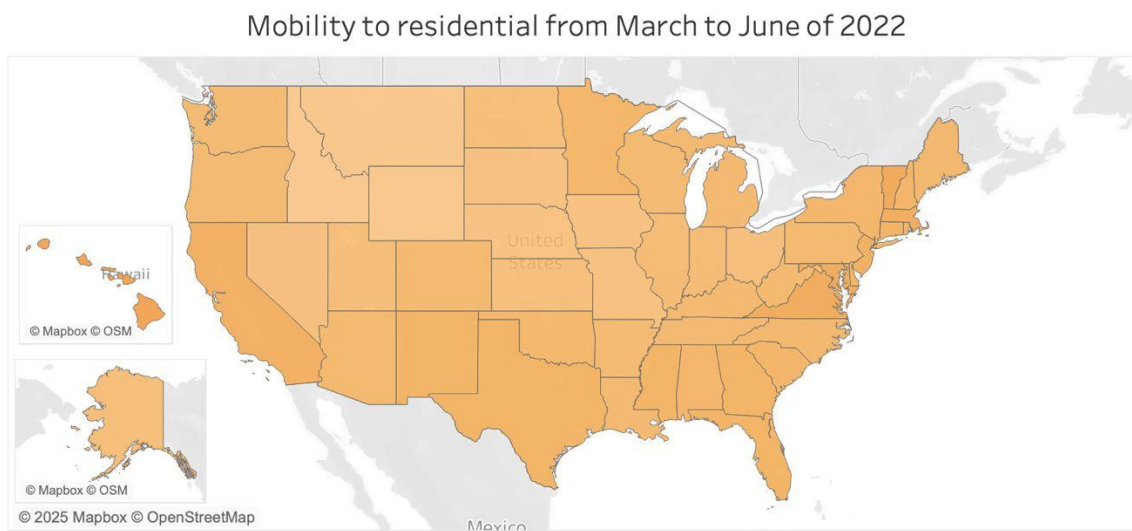 Mobility to residential from March to June of 2022
United
States
Hawaii
© Mapbox © OSM
© Mapbox © OSM
© 2025 Mapbox © OpenStreetMap
Mexico